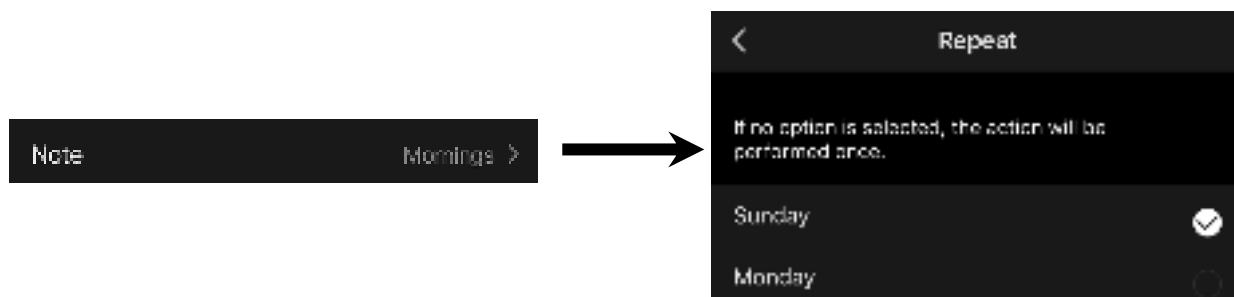 Note Mornings
Repeat
If no option is selected, the action will be
performed once.
Sunday
Monday